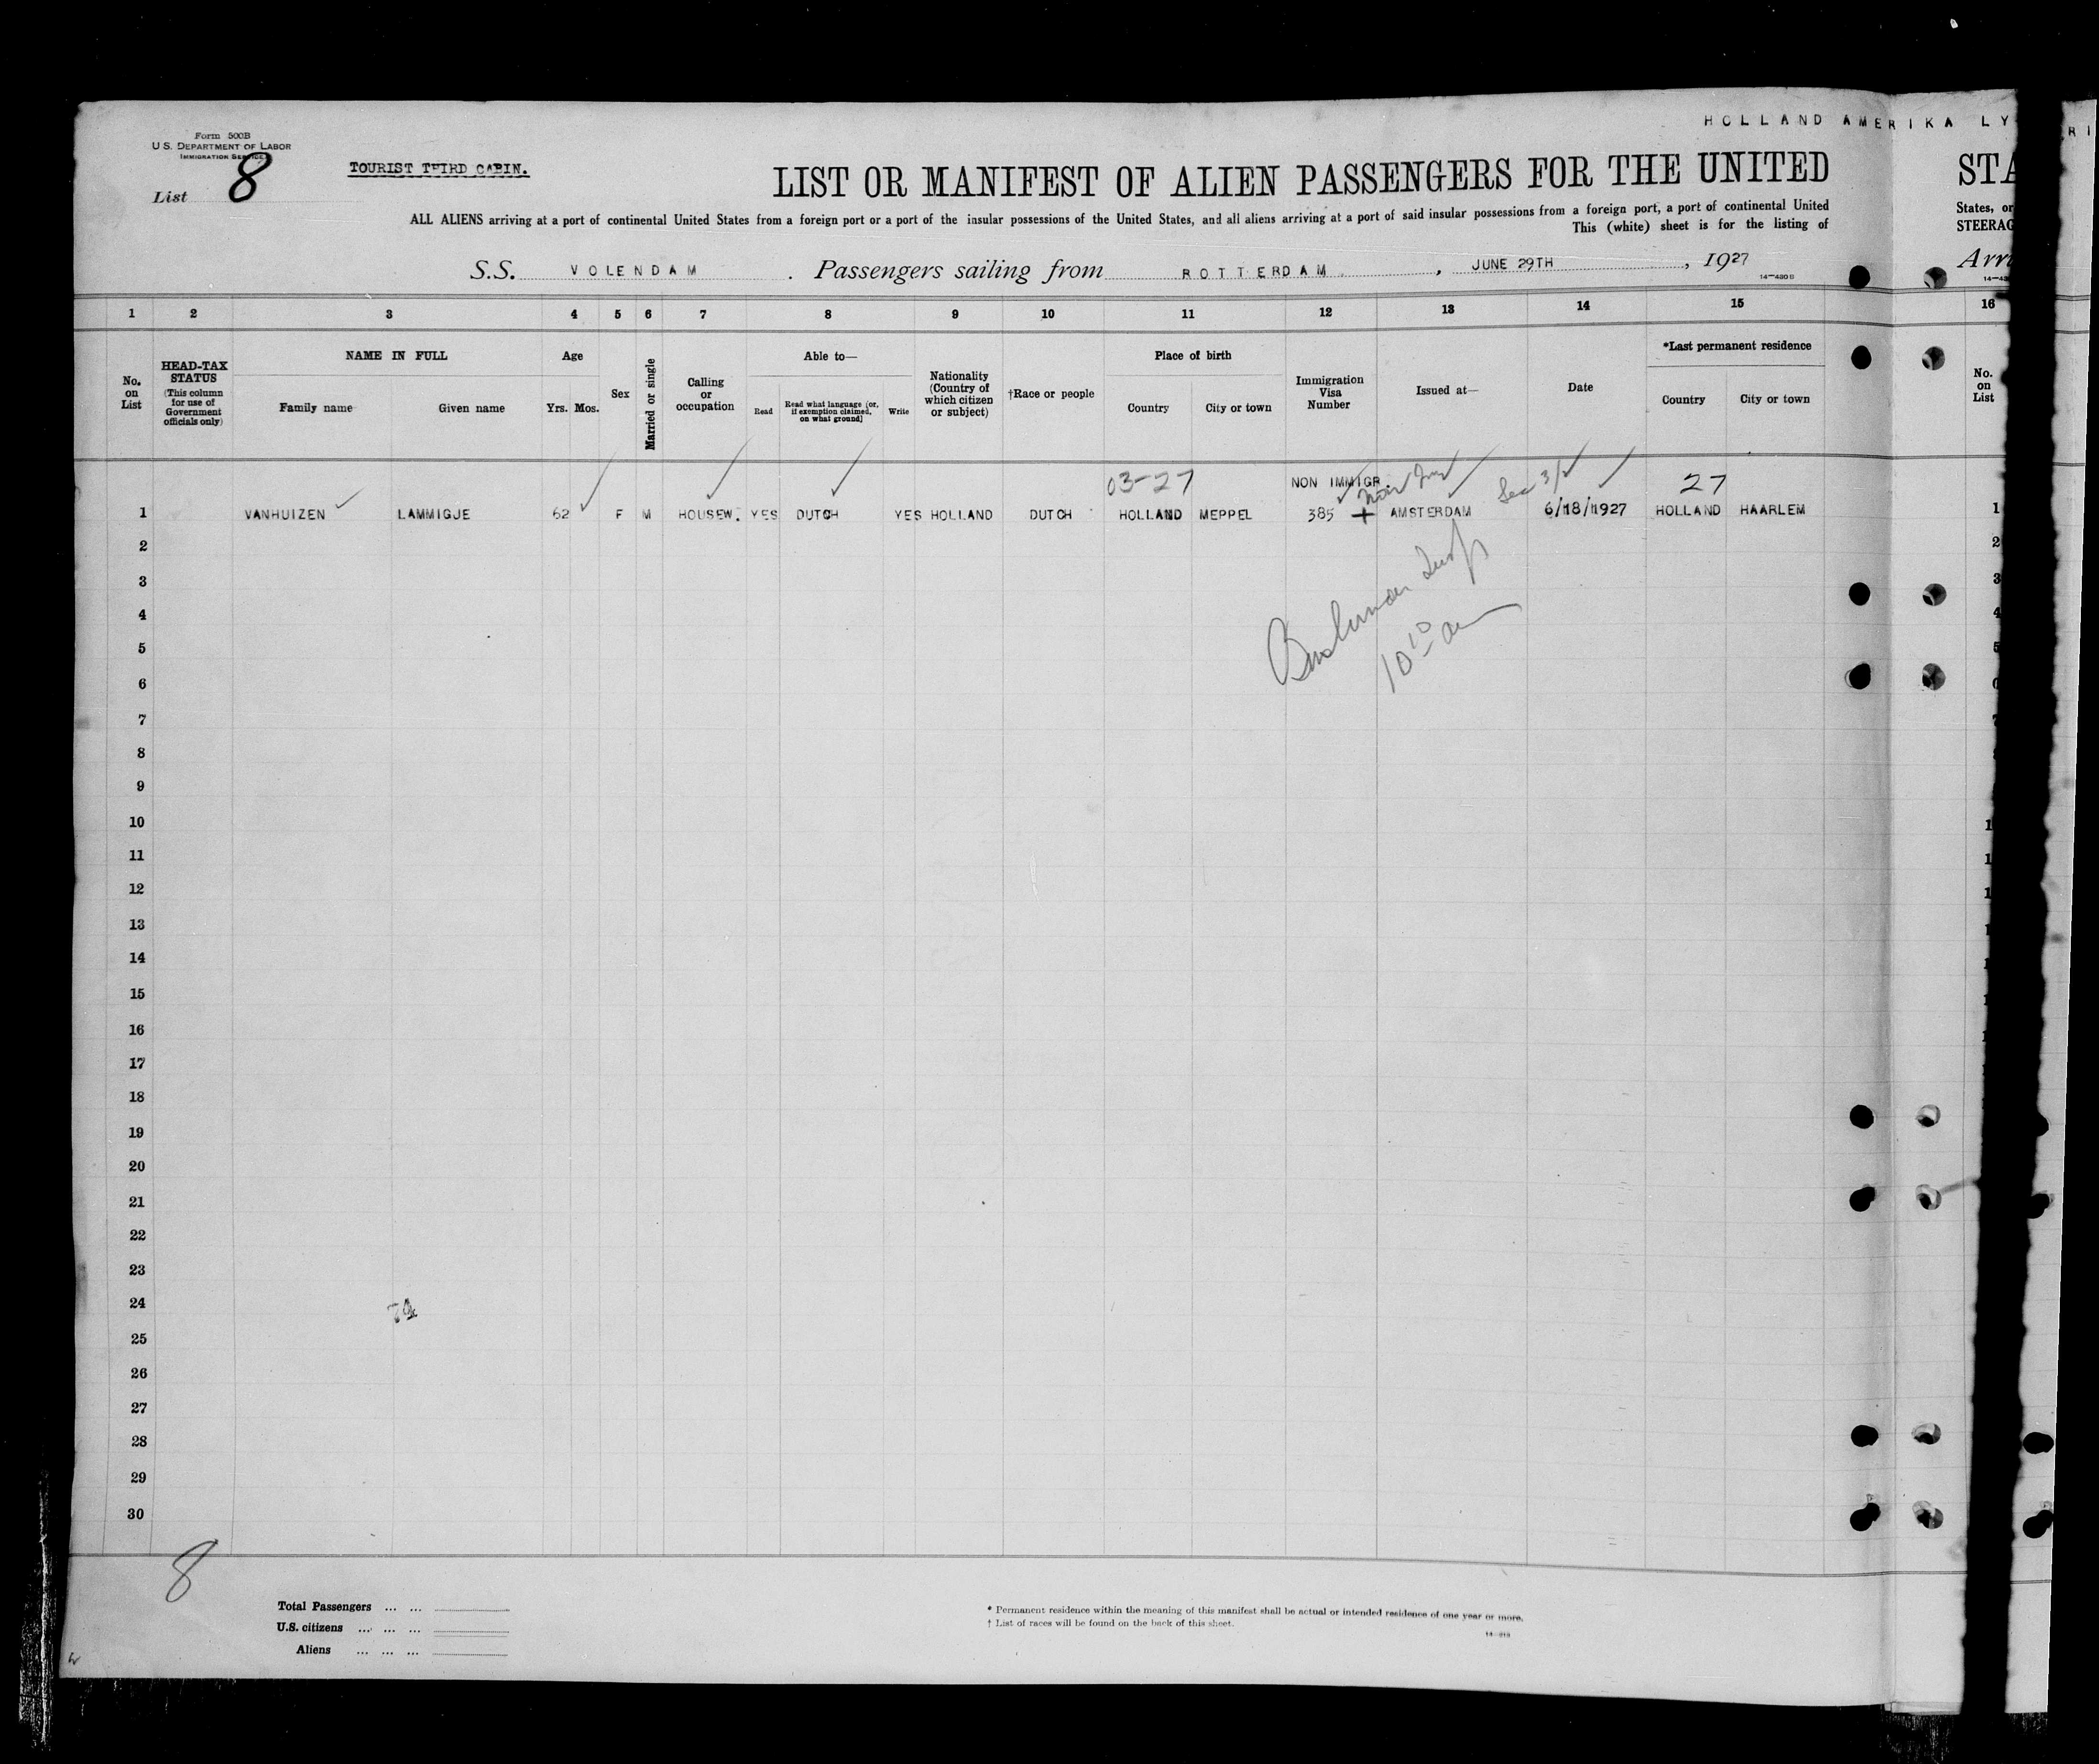 HOLLAND AMERIKA LY
RI
Form 500B
U.S. DEPARTMENT OF LABOR
IMMIGRATION SERVICE
List 8
TOURIST THIRD CABIN.
LIST OR MANIFEST OF ALIEN PASSENGERS FOR THE UNITED
STA
ALL ALIENS arriving at a port of continental United States from a foreign port or a port of the insular possessions of the United States, and all aliens arriving at a port of said insular possessions from a foreign port, a port of continental United
States, or
This (white) sheet is for the listing of
STEERAG
S.S. VOLENDAM. Passengers sailing from ROTTERDAM, JUNE 29TH, 1927
Arri
14-430 B
1 2 3 4 5 6 7 8 9 10 11 12 13 14 15 16
No. on List
HEAD-TAX STATUS
(This column for use of Government officials only)
NAME IN FULL
Family name Given name
Age
Yrs. Mos.
Sex
Married or single
Calling or occupation
Able to—
Read Read what language (or, if exemption claimed, on what ground) Write
Nationality (Country of which citizen or subject)
†Race or people
Place of birth
Country City or town
Immigration Visa Number
Issued at—
Date
*Last permanent residence
Country City or town
No. on List
03-27 NON IMMIGR. Sec 3/2 27
1 VANHUIZEN LAMMIGJE 62 F M HOUSEW. YES DUTCH YES HOLLAND DUTCH HOLLAND MEPPEL 385 + AMSTERDAM 6/18/1927 HOLLAND HAARLEM 1
2 2
3 3
4 4
5 5
6
7
8
9
10
11
12
13
14
15
16
17
18
19
20
21
22
23
24
25
26
27
28
29
30
10 am
8
Total Passengers ... ...
U.S. citizens ... ... ...
Aliens ... ... ...
* Permanent residence within the meaning of this manifest shall be actual or intended residence of one year or more.
† List of races will be found on the back of this sheet.